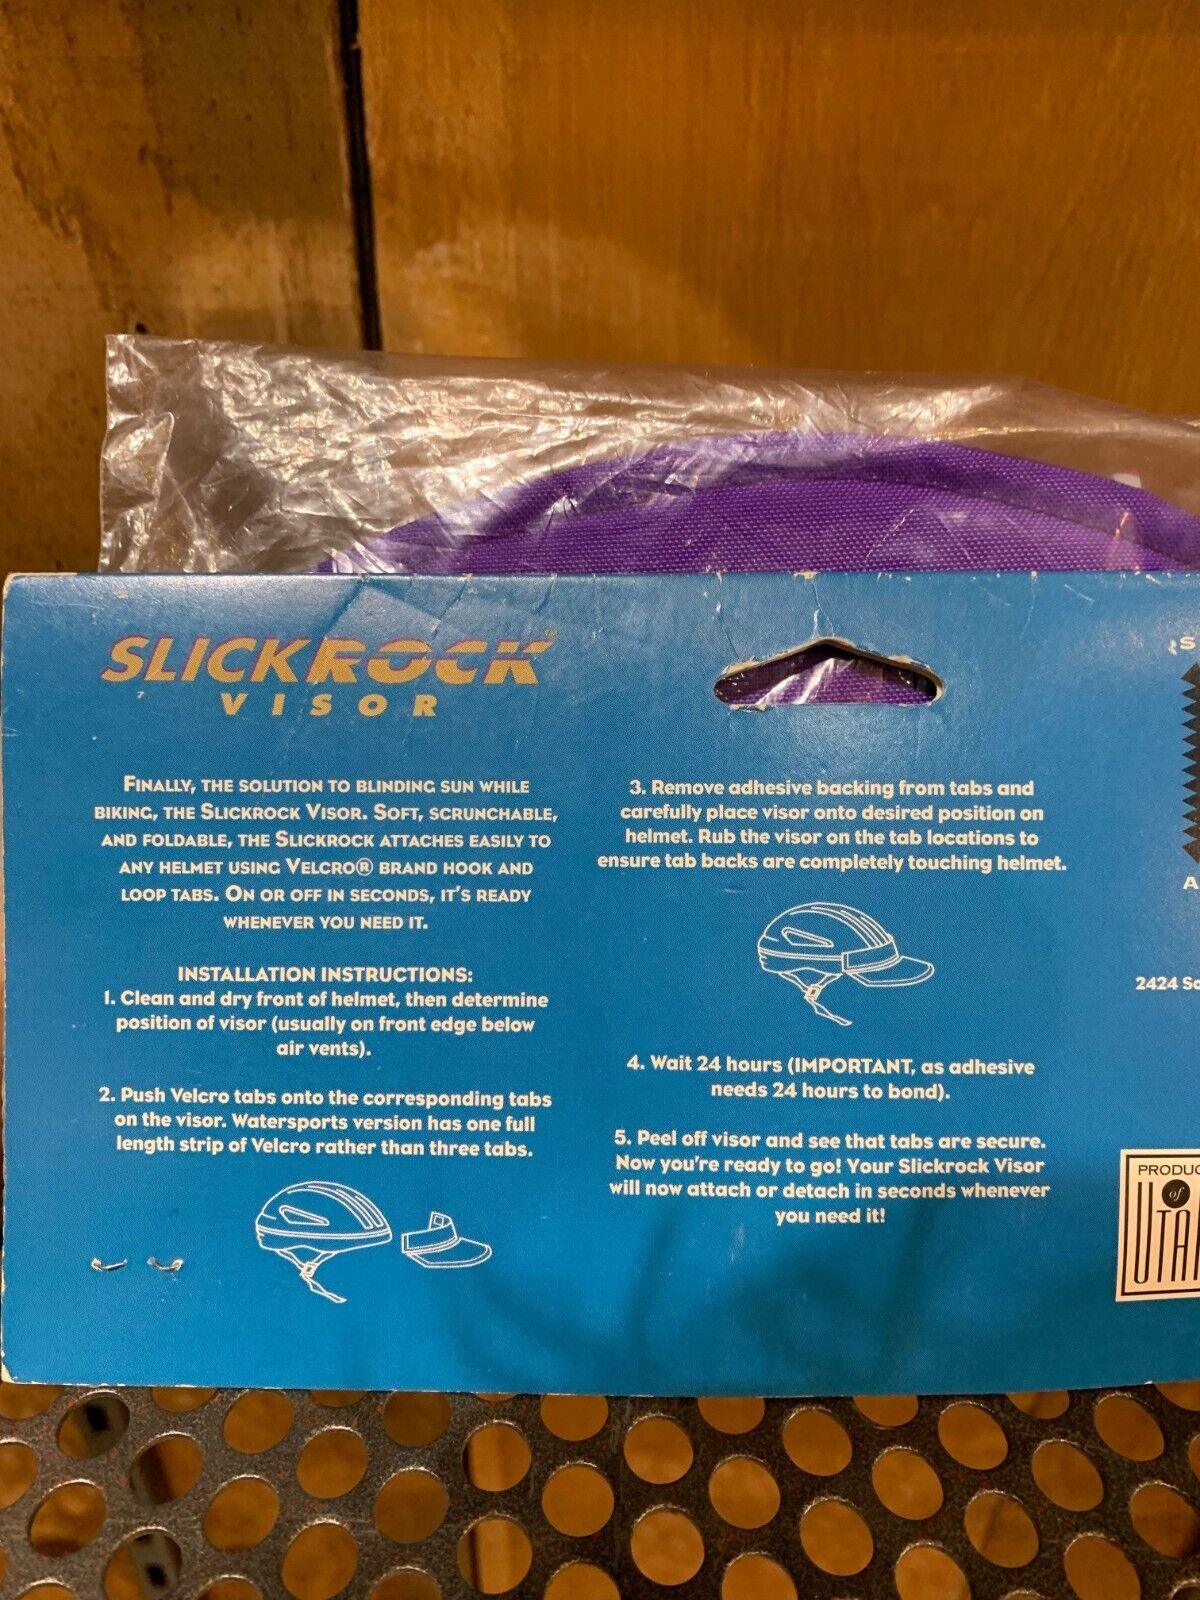 SLICKROCK™
VISOR
FINALLY, THE SOLUTION TO BLINDING SUN WHILE
BIKING, THE SLICKROCK VISOR. SOFT, SCRUNCHABLE,
AND FOLDABLE, THE SLICKROCK ATTACHES EASILY TO
ANY HELMET USING VELCRO® BRAND HOOK AND
LOOP TABS. ON OR OFF IN SECONDS, IT'S READY
WHENEVER YOU NEED IT.
INSTALLATION INSTRUCTIONS:
1. Clean and dry front of helmet, then determine
position of visor (usually on front edge below
air vents).
2. Push Velcro tabs onto the corresponding tabs
on the visor. Watersports version has one full
length strip of Velcro rather than three tabs.
3. Remove adhesive backing from tabs and
carefully place visor onto desired position on
helmet. Rub the visor on the tab locations to
ensure tab backs are completely touching helmet.
4. Wait 24 hours (IMPORTANT, as adhesive
needs 24 hours to bond).
5. Peel off visor and see that tabs are secure.
Now you're ready to go! Your Slickrock Visor
will now attach or detach in seconds whenever
you need it!
S
A
2424 So
PRODUC
of
UTA